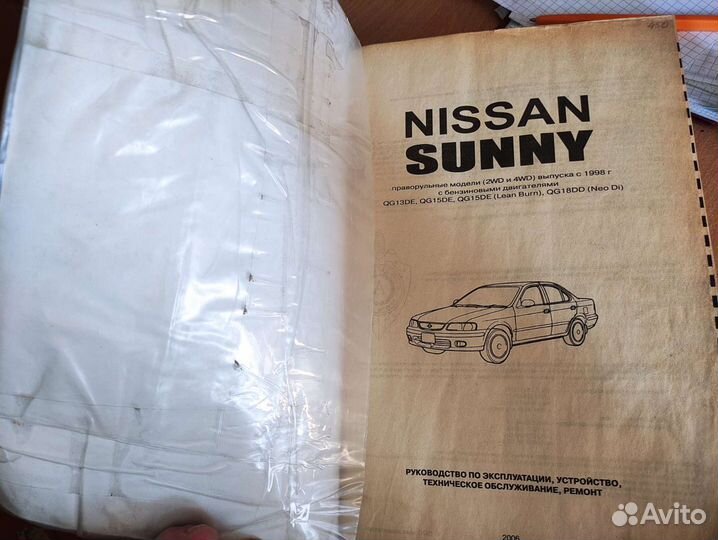 NISSAN
SUNNY
праворульные модели (2WD и 4WD) выпуска с 1998 г
с бензиновыми двигателями
QG13DE, QG15DE, QG15DE (Lean Burn), QG18DD (Neo Di)
РУКОВОДСТВО ПО ЭКСПЛУАТАЦИИ, УСТРОЙСТВО,
ТЕХНИЧЕСКОЕ ОБСЛУЖИВАНИЕ, РЕМОНТ
2006
Avito